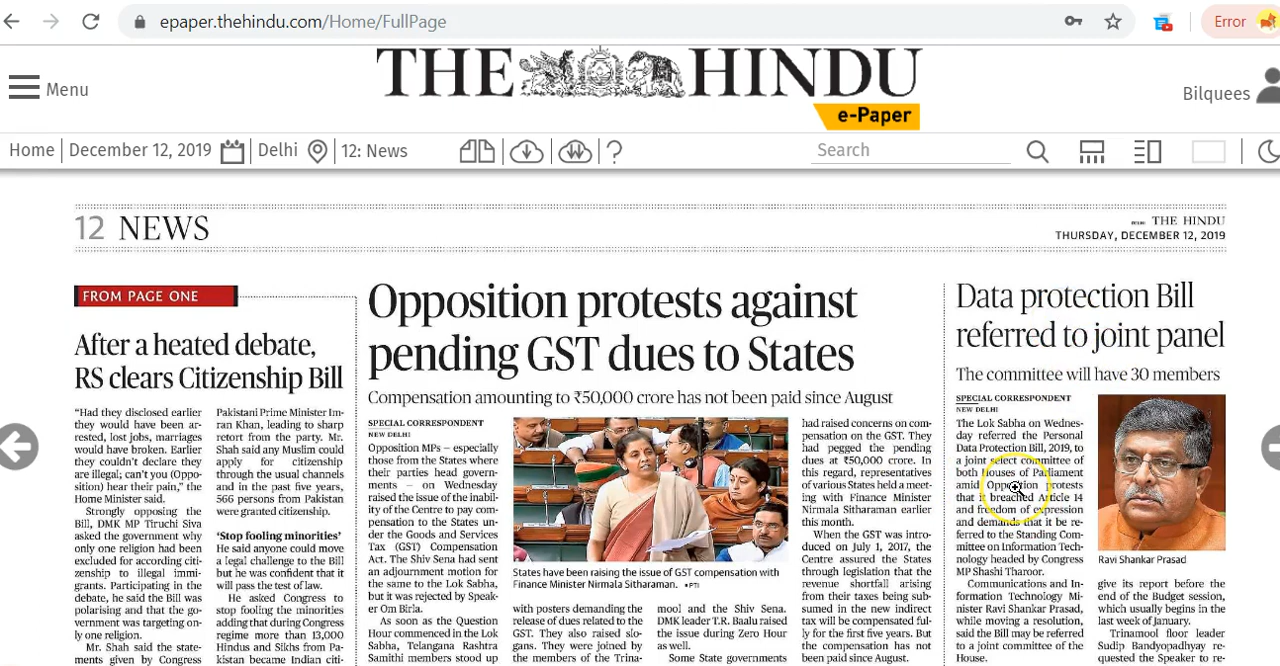 epaper.thehindu.com/Home/FullPage
Error
Menu
THE HINDU
e-Paper
Bilquees
Home
December 12, 2019
Delhi
12: News
?
Search
12 NEWS
THE HINDU
THURSDAY, DECEMBER 12, 2019
FROM PAGE ONE
After a heated debate,
RS clears Citizenship Bill
“Had they disclosed earlier
they would have been ar-
rested, lost jobs, marriages
would have broken. Earlier
they couldn’t declare they
are illegal, can’t you (Oppo-
sition) hear their pain,” the
Home Minister said.
Strongly opposing the
Bill, DMK MP Tiruchi Siva
asked the government why
only one religion had been
excluded for according citi-
zenship to illegal immi-
grants. Participating in the
debate, he said the Bill was
polarising and that the go-
vernment was targeting on-
ly one religion.
Mr. Shah said the state-
ments given by Congress
Pakistani Prime Minister Im-
ran Khan, leading to sharp
retort from the party. Mr.
Shah said any Muslim could
apply for citizenship
through the usual channels
and in the past five years,
566 persons from Pakistan
were granted citizenship.
‘Stop fooling minorities’
He said anyone could move
a legal challenge to the Bill
but he was confident that it
will pass the test of law.
He asked Congress to
stop fooling the minorities
adding that during Congress
regime more than 13,000
Hindus and Sikhs from Pa-
kistan became Indian citi-
Opposition protests against
pending GST dues to States
Compensation amounting to ₹50,000 crore has not been paid since August
SPECIAL CORRESPONDENT
NEW DELHI
Opposition MPs — especially
those from the States where
their parties head govern-
ments — on Wednesday
raised the issue of the inabil-
ity of the Centre to pay com-
pensation to the States un-
der the Goods and Services
Tax (GST) Compensation
Act. The Shiv Sena had sent
an adjournment motion for
the same to the Lok Sabha,
but it was rejected by Speak-
er Om Birla.
As soon as the Question
Hour commenced in the Lok
Sabha, Telangana Rashtra
Samithi members stood up
States have been raising the issue of GST compensation with
Finance Minister Nirmala Sitharaman. •PTI
with posters demanding the
release of dues related to the
GST. They also raised slo-
gans. They were joined by
the members of the Trina-
mool and the Shiv Sena.
DMK leader T.R. Baalu raised
the issue during Zero Hour
as well.
Some State governments
had raised concerns on com-
pensation on the GST. They
had pegged the pending
dues at ₹50,000 crore. In
this regard, representatives
of various States held a meet-
ing with Finance Minister
Nirmala Sitharaman earlier
this month.
When the GST was intro-
duced on July 1, 2017, the
Centre assured the States
through legislation that the
revenue shortfall arising
from their taxes being sub-
sumed in the new indirect
tax will be compensated ful-
ly for the first five years. But
the compensation has not
been paid since August.
Data protection Bill
referred to joint panel
The committee will have 30 members
SPECIAL CORRESPONDENT
NEW DELHI
The Lok Sabha on Wednes-
day referred the Personal
Data Protection Bill, 2019, to
a joint select committee of
both Houses of Parliament
amid Opposition protests
that it breached Article 14
and freedom of expression
and demands that it be re-
ferred to the Standing Com-
mittee on Information Tech-
nology headed by Congress
MP Shashi Tharoor.
Communications and In-
formation Technology Mi-
nister Ravi Shankar Prasad,
while moving a resolution,
said the Bill may be referred
to a joint committee of the
House.
Ravi Shankar Prasad
give its report before the
end of the Budget session,
which usually begins in the
last week of January.
Trinamool floor leader
Sudip Bandyopadhyay re-
quested the Speaker to re-